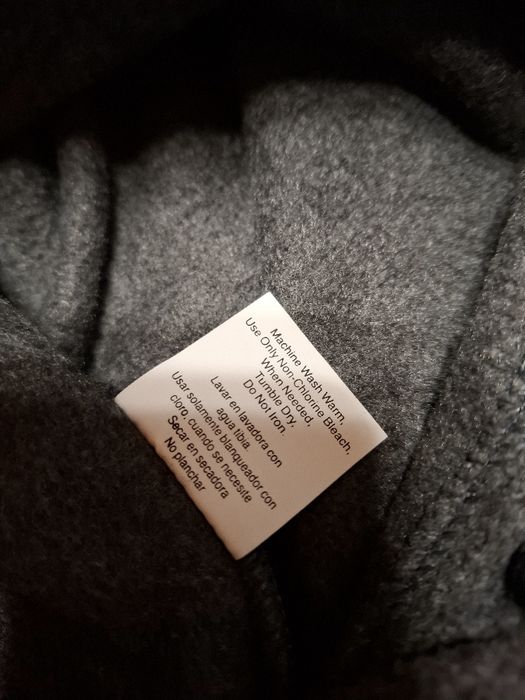 Machine Wash Warm,
Use Only Non-Chlorine Bleach,
When Needed,
Tumble Dry,
Do Not Iron.
Lavar en lavadora con
agua tibia.
Usar solamente blanqueador con
cloro, cuando se necesite
Secar en secadora
No planchar